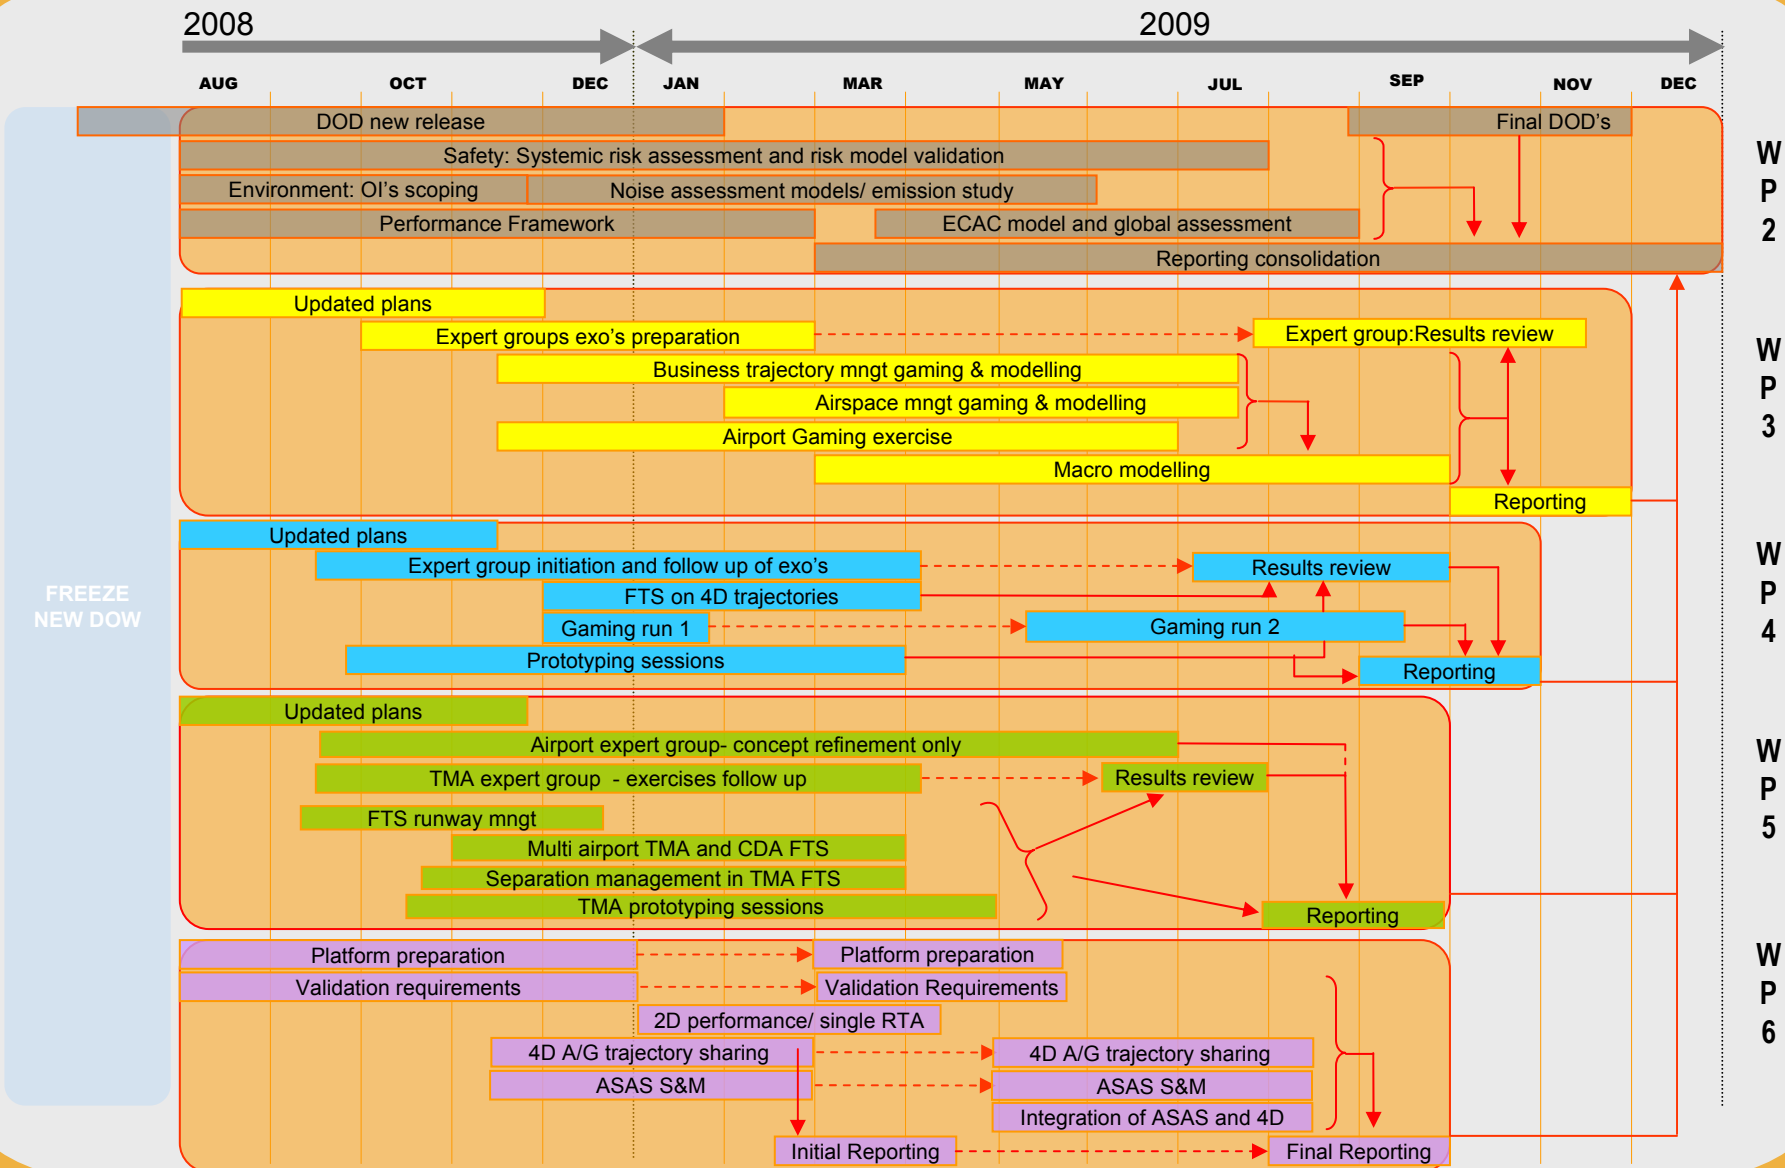 2008
2009
AUG
OCT
DEC
JAN
MAR
MAY
JUL
SEP
NOV
DEC
FREEZE
NEW DOW
DOD new release
Final DOD's
Safety: Systemic risk assessment and risk model validation
Environment: OI's scoping
Noise assessment models/ emission study
Performance Framework
ECAC model and global assessment
Reporting consolidation
W
P
2
Updated plans
Expert groups exo's preparation
Expert group:Results review
Business trajectory mngt gaming & modelling
Airspace mngt gaming & modelling
Airport Gaming exercise
Macro modelling
Reporting
W
P
3
Updated plans
Expert group initiation and follow up of exo's
Results review
FTS on 4D trajectories
Gaming run 1
Gaming run 2
Prototyping sessions
Reporting
W
P
4
Updated plans
Airport expert group- concept refinement only
TMA expert group - exercises follow up
Results review
FTS runway mngt
Multi airport TMA and CDA FTS
Separation management in TMA FTS
TMA prototyping sessions
Reporting
W
P
5
Platform preparation
Platform preparation
Validation requirements
Validation Requirements
2D performance/ single RTA
4D A/G trajectory sharing
4D A/G trajectory sharing
ASAS S&M
ASAS S&M
Integration of ASAS and 4D
Initial Reporting
Final Reporting
W
P
6